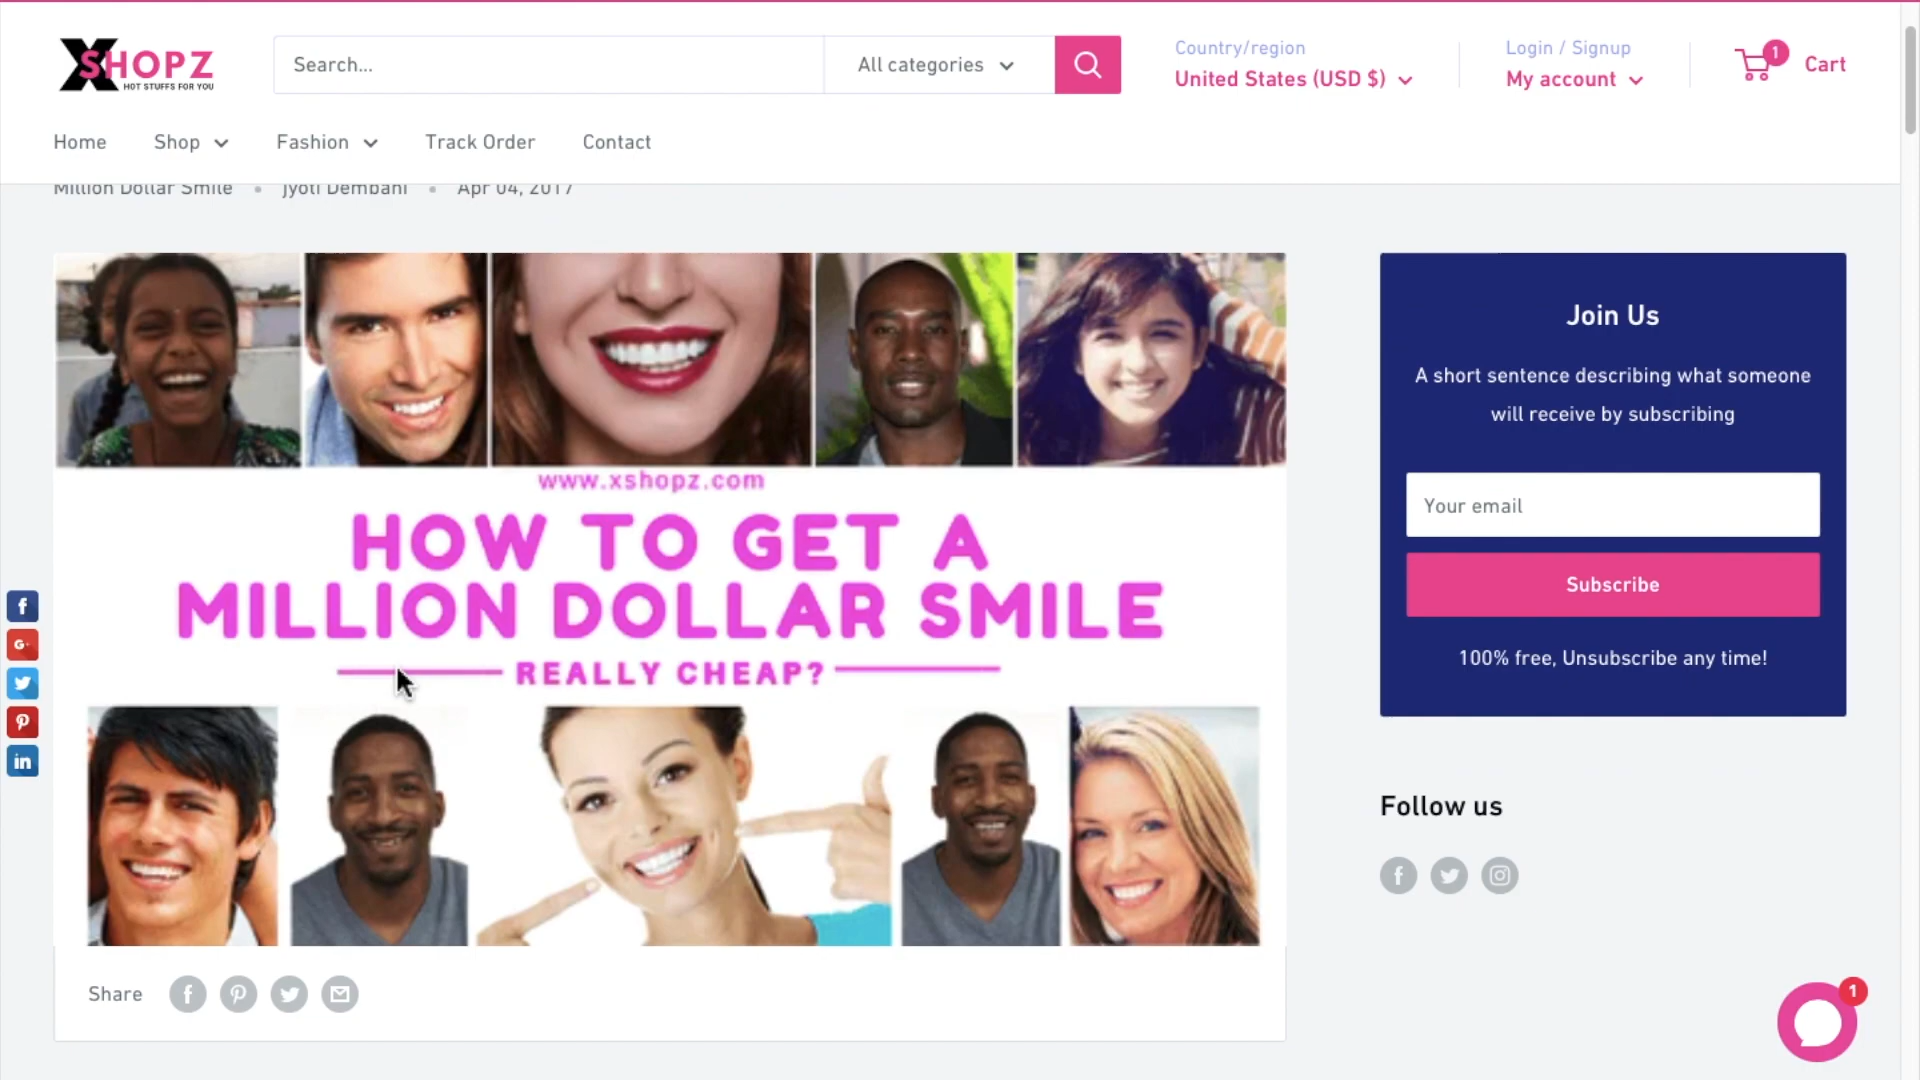 XSHOPZ
HOT STUFFS FOR YOU
Search...
All categories
Country/region
United States (USD $)
Login / Signup
My account
1
Cart
Home
Shop
Fashion
Track Order
Contact
Million Dollar Smile • Jyoti Dembani • Apr 04, 2017
www.xshopz.com
HOW TO GET A
MILLION DOLLAR SMILE
REALLY CHEAP?
Share
Join Us
A short sentence describing what someone
will receive by subscribing
Your email
Subscribe
100% free, Unsubscribe any time!
Follow us
1